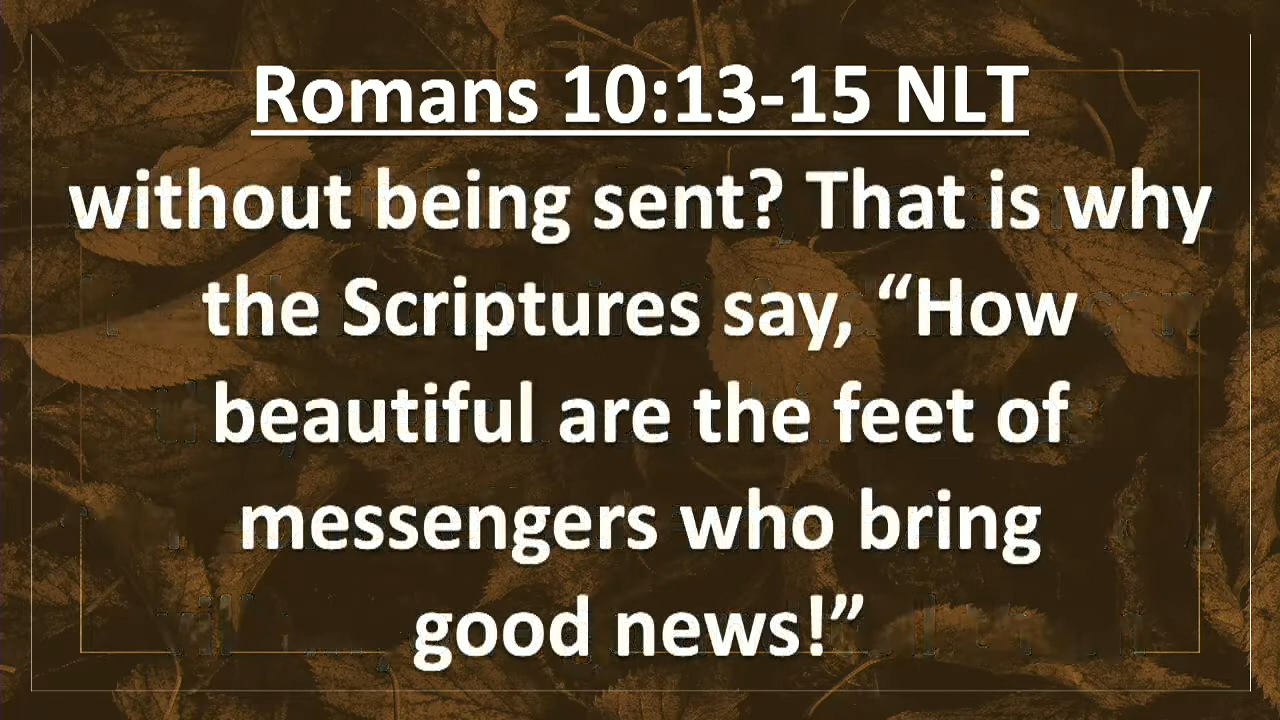 Romans 10:13-15 NLT
without being sent? That is why
the Scriptures say, “How
beautiful are the feet of
messengers who bring
good news!”